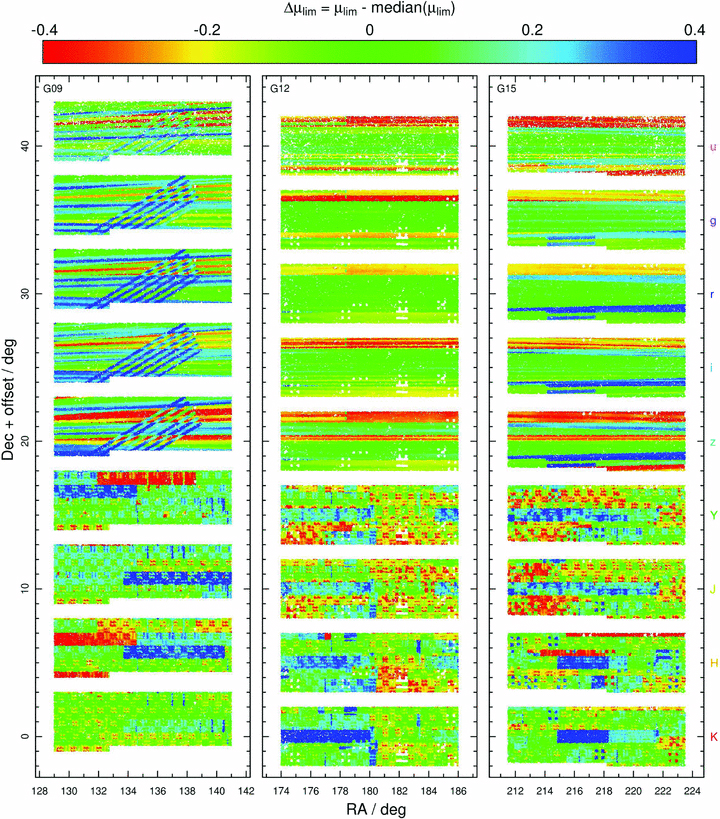 Δμlim = μlim - median(μlim)
-0.4 -0.2 0 0.2 0.4
G09 G12 G15
40 u
g
30 r
i
20 z
Y
10 J
H
0 K
Dec + offset / deg
128 130 132 134 136 138 140 142 174 176 178 180 182 184 186 212 214 216 218 220 222 224
RA / deg